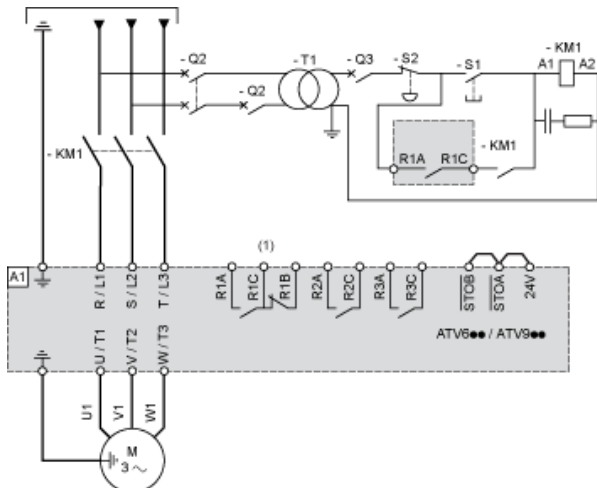 - Q2
- T1
- Q3
- S2
- S1
- KM1
A1
A2
- Q2
- KM1
R1A
R1C
- KM1
(1)
A1
R / L1
S / L2
T / L3
R1A
R1C
R1B
R2A
R2C
R3A
R3C
STOB
STOA
24V
U / T1
V / T2
W / T3
ATV6●● / ATV9●●
U1
V1
W1
M
3 ~